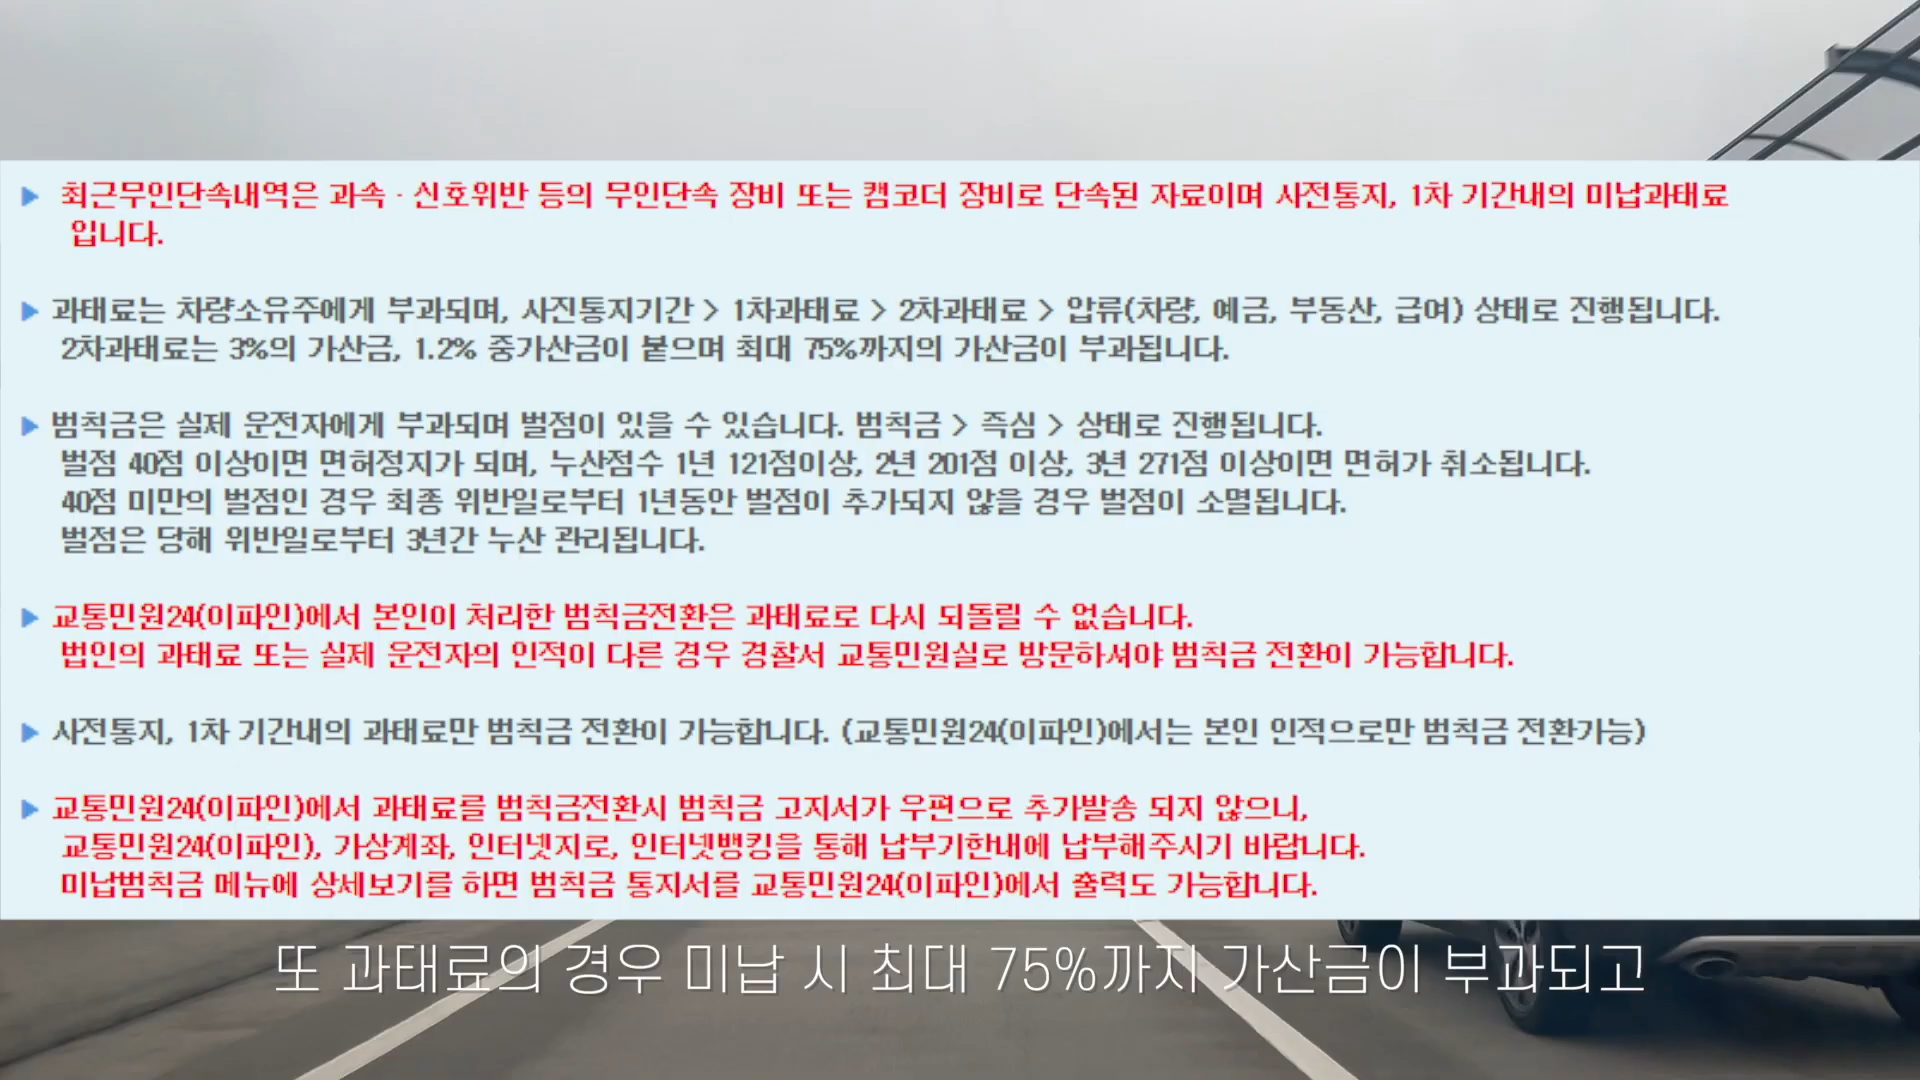 ▶ 최근무인단속내역은 과속 · 신호위반 등의 무인단속 장비 또는 캠코더 장비로 단속된 자료이며 사전통지, 1차 기간내의 미납과태료
입니다.
▶ 과태료는 차량소유주에게 부과되며, 사전통지기간 > 1차과태료 > 2차과태료 > 압류(차량, 예금, 부동산, 급여) 상태로 진행됩니다.
2차과태료는 3%의 가산금, 1.2% 중가산금이 붙으며 최대 75%까지의 가산금이 부과됩니다.
▶ 범칙금은 실제 운전자에게 부과되며 벌점이 있을 수 있습니다. 범칙금 > 즉심 > 상태로 진행됩니다.
벌점 40점 이상이면 면허정지가 되며, 누산점수 1년 121점이상, 2년 201점 이상, 3년 271점 이상이면 면허가 취소됩니다.
40점 미만의 벌점인 경우 최종 위반일로부터 1년동안 벌점이 추가되지 않을 경우 벌점이 소멸됩니다.
벌점은 당해 위반일로부터 3년간 누산 관리됩니다.
▶ 교통민원24(이파인)에서 본인이 처리한 범칙금전환은 과태료로 다시 되돌릴 수 없습니다.
법인의 과태료 또는 실제 운전자의 인적이 다른 경우 경찰서 교통민원실로 방문하셔야 범칙금 전환이 가능합니다.
▶ 사전통지, 1차 기간내의 과태료만 범칙금 전환이 가능합니다. (교통민원24(이파인)에서는 본인 인적으로만 범칙금 전환가능)
▶ 교통민원24(이파인)에서 과태료를 범칙금전환시 범칙금 고지서가 우편으로 추가발송 되지 않으니,
교통민원24(이파인), 가상계좌, 인터넷지로, 인터넷뱅킹을 통해 납부기한내에 납부해주시기 바랍니다.
미납범칙금 메뉴에 상세보기를 하면 범칙금 통지서를 교통민원24(이파인)에서 출력도 가능합니다.
또 과태료의 경우 미납 시 최대 75%까지 가산금이 부과되고